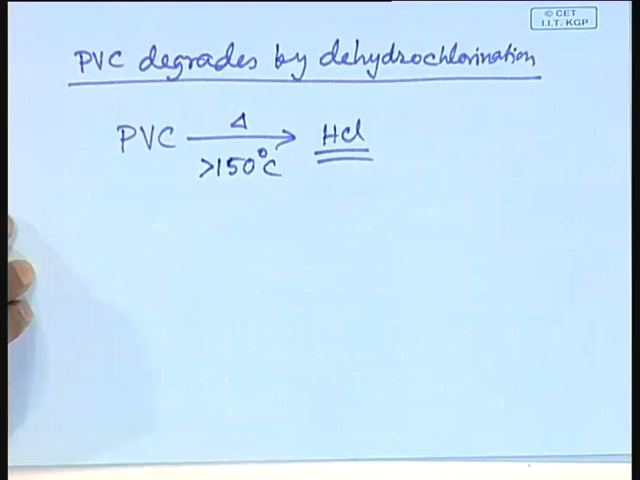 © CET
I.I.T. KGP
PVC degrades by dehydrochlorination
PVC Δ HCl
>150°C